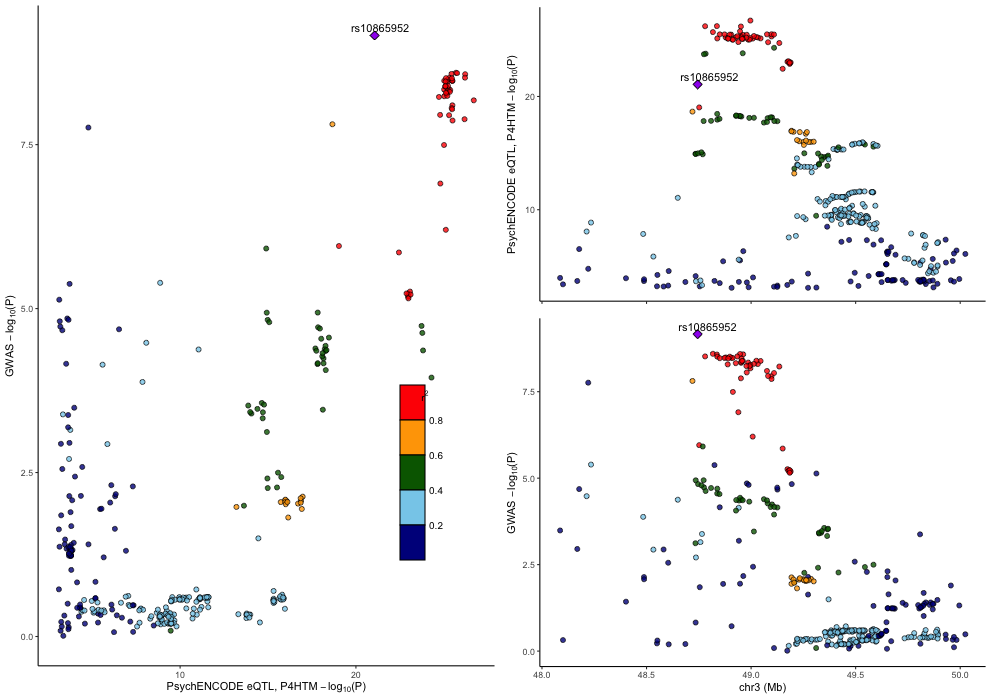 rs10865952
7.5
5.0
2.5
0.0
GWAS − log10(P)
10
20
PsychENCODE eQTL, P4HTM − log10(P)
r2
0.8
0.6
0.4
0.2
rs10865952
20
10
PsychENCODE eQTL, P4HTM − log10(P)
rs10865952
7.5
5.0
2.5
0.0
GWAS − log10(P)
48.0
48.5
49.0
49.5
50.0
chr3 (Mb)